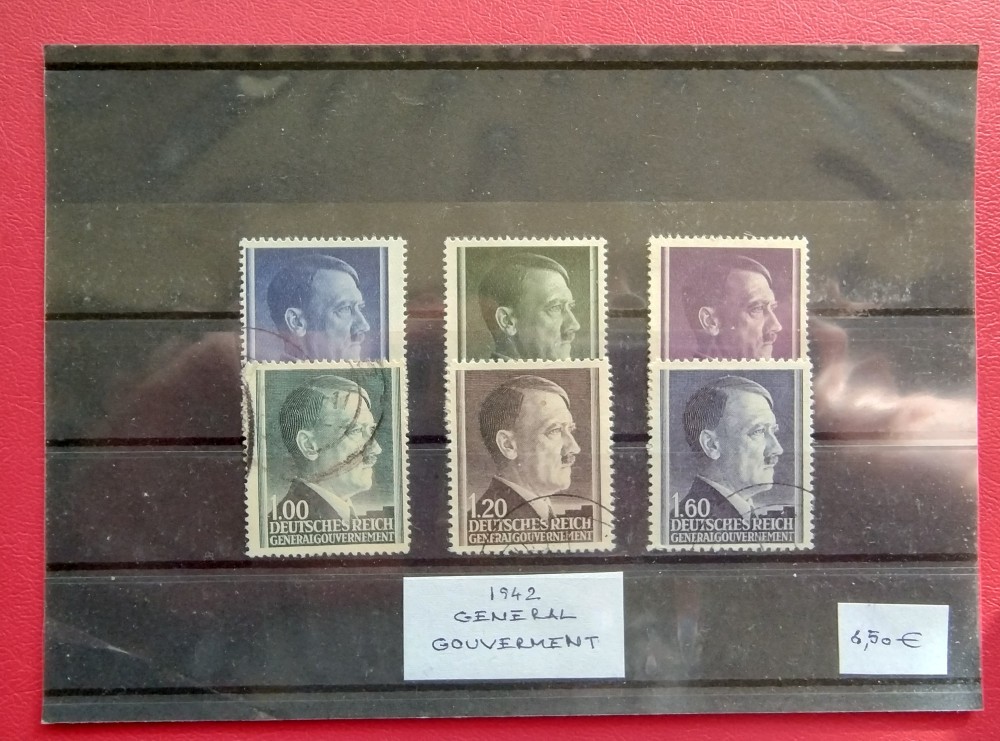 1.00
DEUTSCHES REICH
GENERALGOUVERNEMENT
1.20
DEUTSCHES REICH
GENERALGOUVERNEMENT
1.60
DEUTSCHES REICH
GENERALGOUVERNEMENT
1942
GENERAL
GOUVERMENT
6,50 €